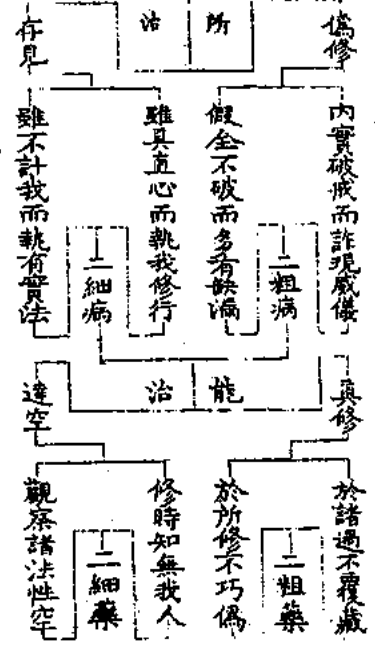 所治
偽修
內實破戒而詐現威儀
假全不破而多有缺漏
二粗病
存見
雖具直心而執我修行
雖不計我而執有實法
二細病
能治
真修
於諸過不覆藏
於所修不巧偽
二粗藥
達空
修時知無我人
觀察諸法性空
二細藥